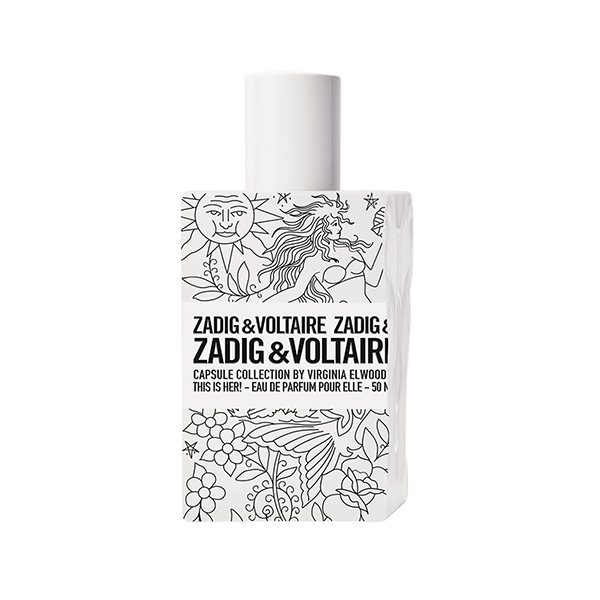 ZADIG & VOLTAIRE ZADIG &
ZADIG & VOLTAIRE
CAPSULE COLLECTION BY VIRGINIA ELWOOD
THIS IS HER! – EAU DE PARFUM POUR ELLE – 50 M